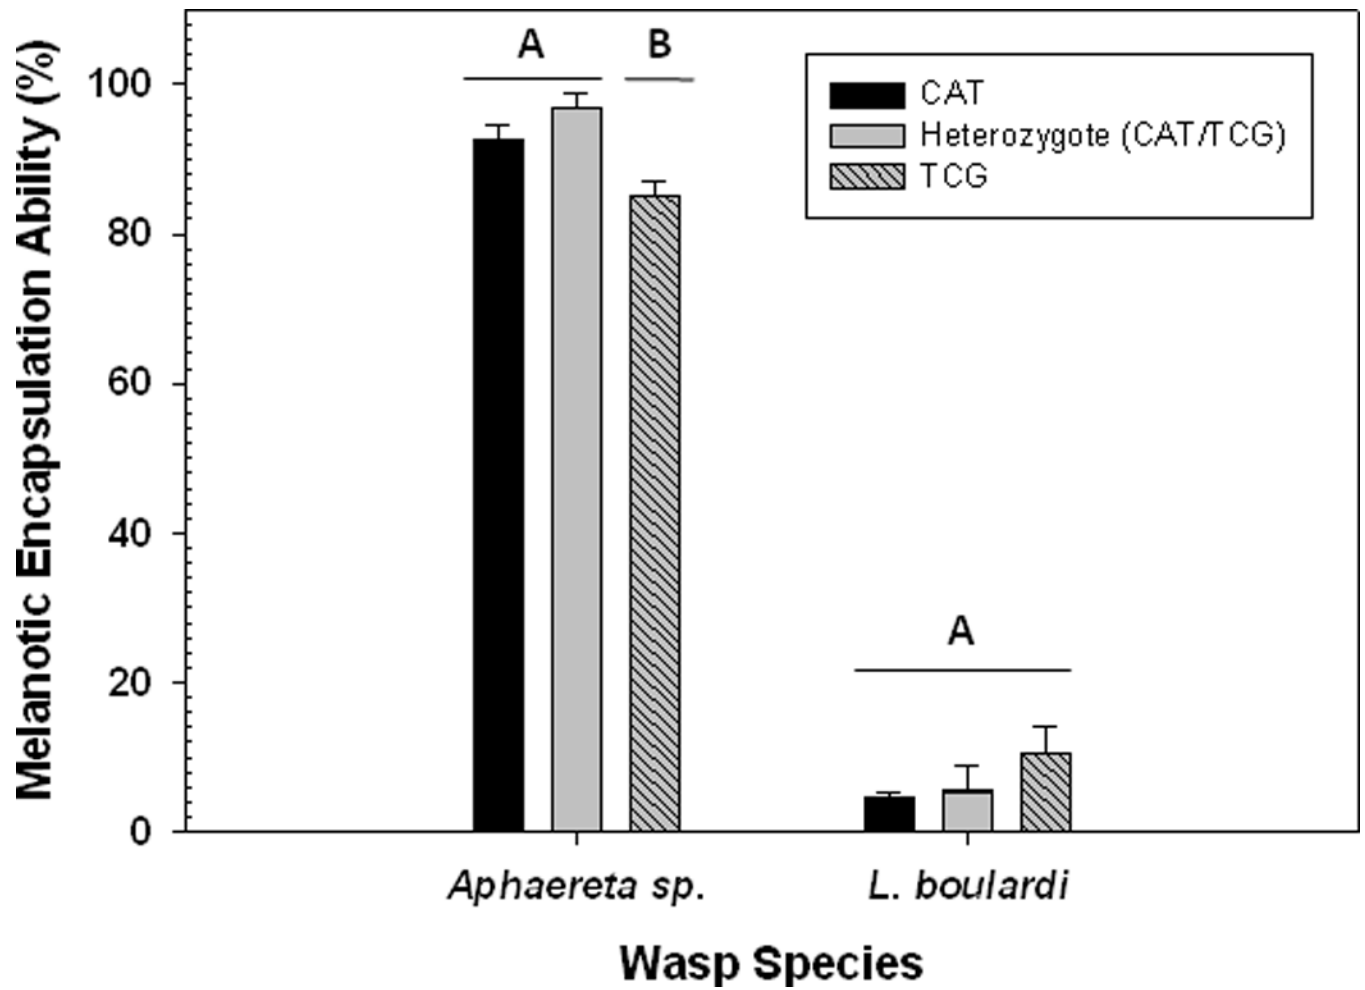 Melanotic Encapsulation Ability (%)
100
80
60
40
20
0
A
B
A
CAT
Heterozygote (CAT/TCG)
TCG
Aphaereta sp.
L. boulardi
Wasp Species